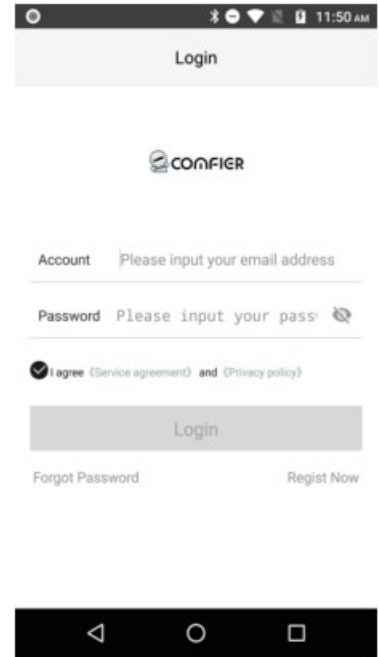 11:50 AM
Login
COMFIER
Account Please input your email address
Password Please input your pass
I agree 《Service agreement》 and 《Privacy policy》
Login
Forgot Password Regist Now